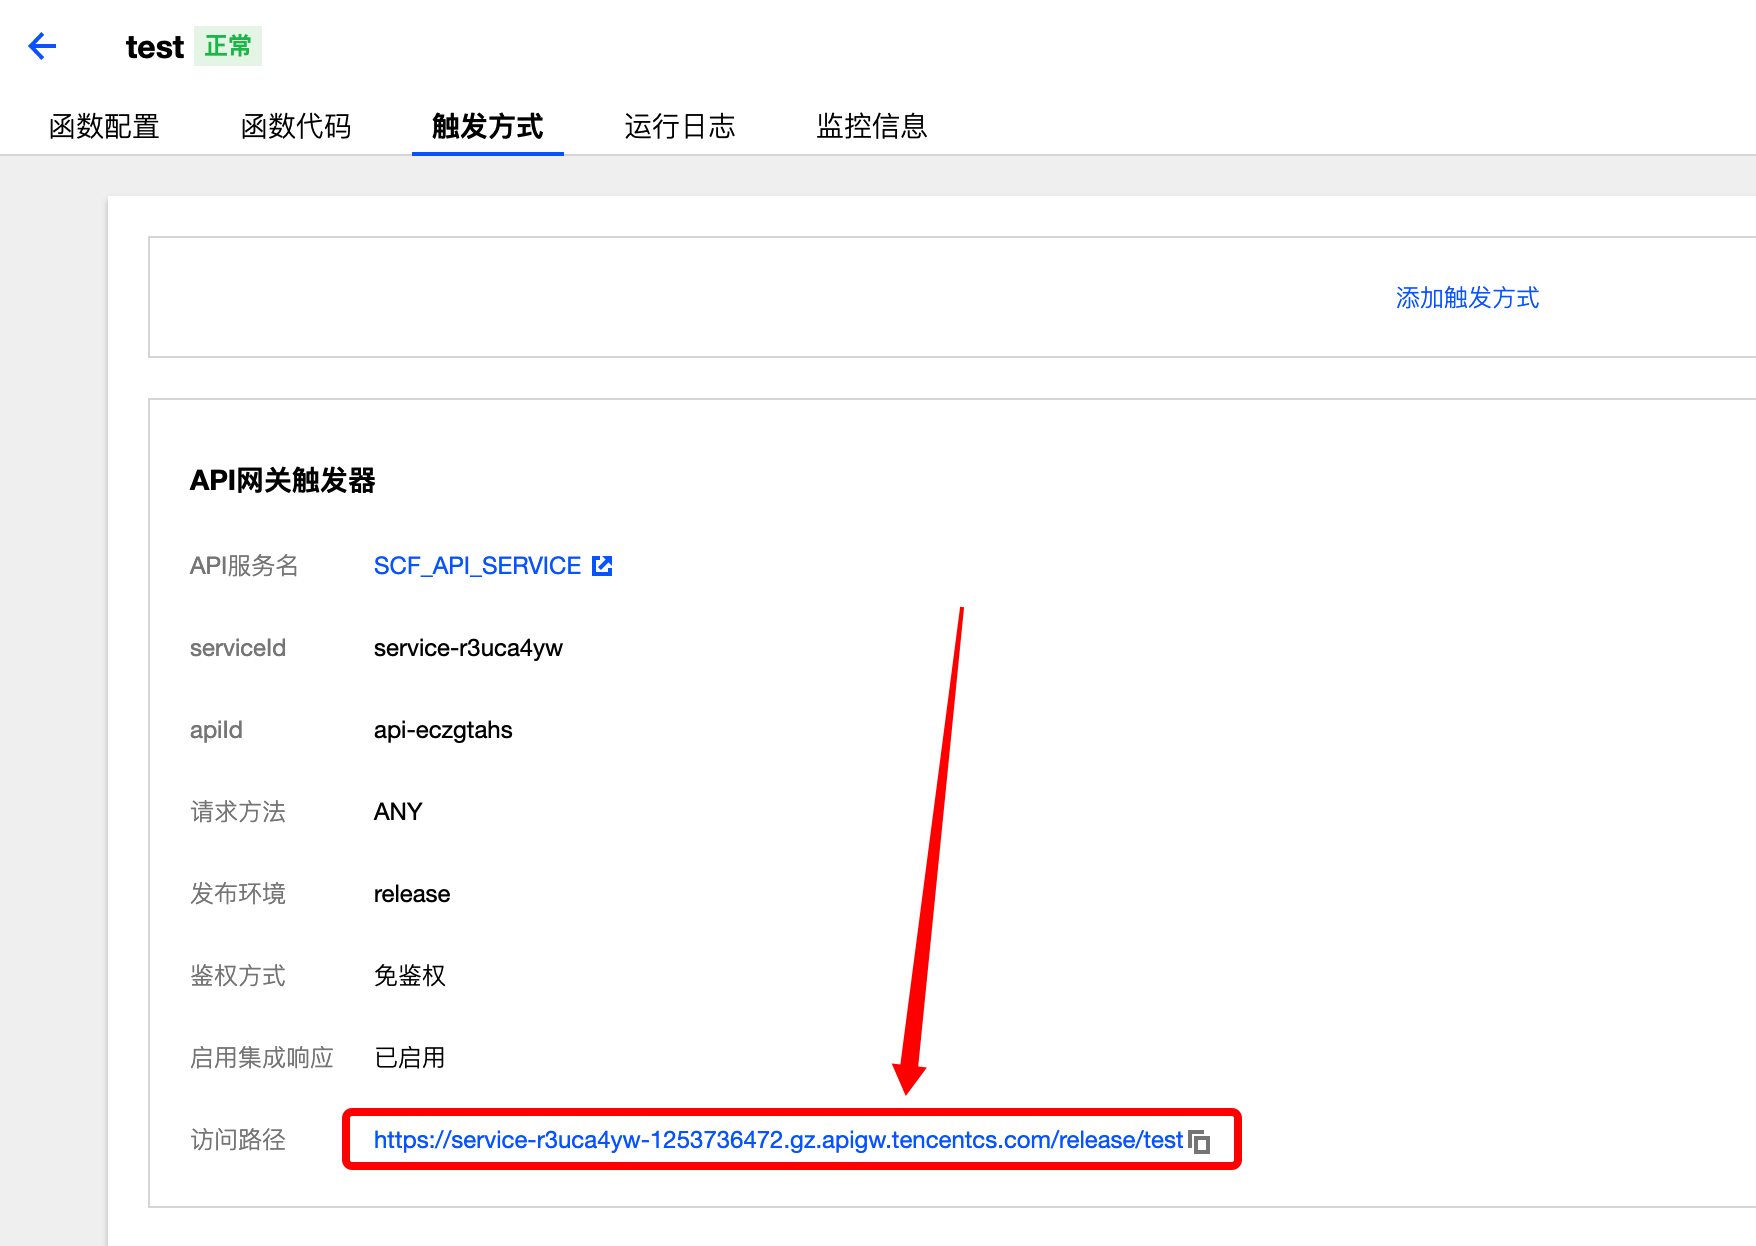 test 正常
函数配置 函数代码 触发方式 运行日志 监控信息
添加触发方式
API网关触发器
API服务名 SCF_API_SERVICE
serviceId service-r3uca4yw
apiId api-eczgtahs
请求方法 ANY
发布环境 release
鉴权方式 免鉴权
启用集成响应 已启用
访问路径 https://service-r3uca4yw-1253736472.gz.apigw.tencentcs.com/release/test